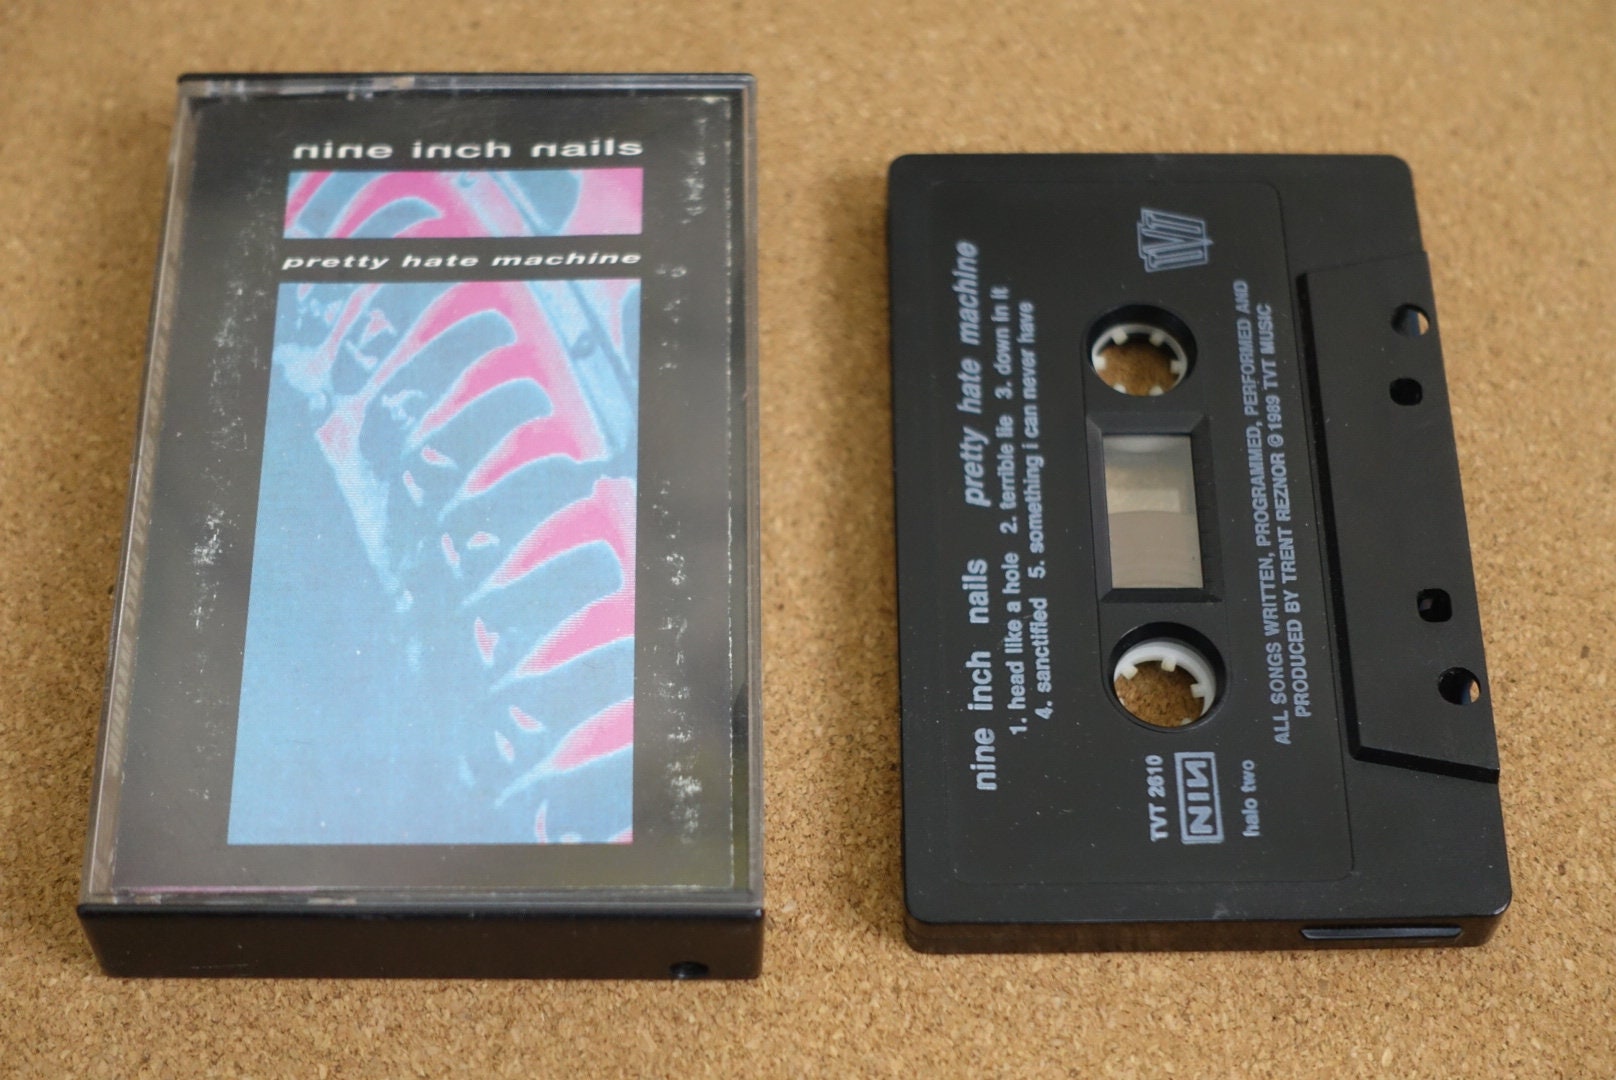 nine inch nails
pretty hate machine
TVT
nine inch nails pretty hate machine
1. head like a hole 2. terrible lie 3. down in it
4. sanctified 5. something i can never have
TVT 2610
NIN
halo two
ALL SONGS WRITTEN, PROGRAMMED, PERFORMED AND
PRODUCED BY TRENT REZNOR ©1989 TVT MUSIC